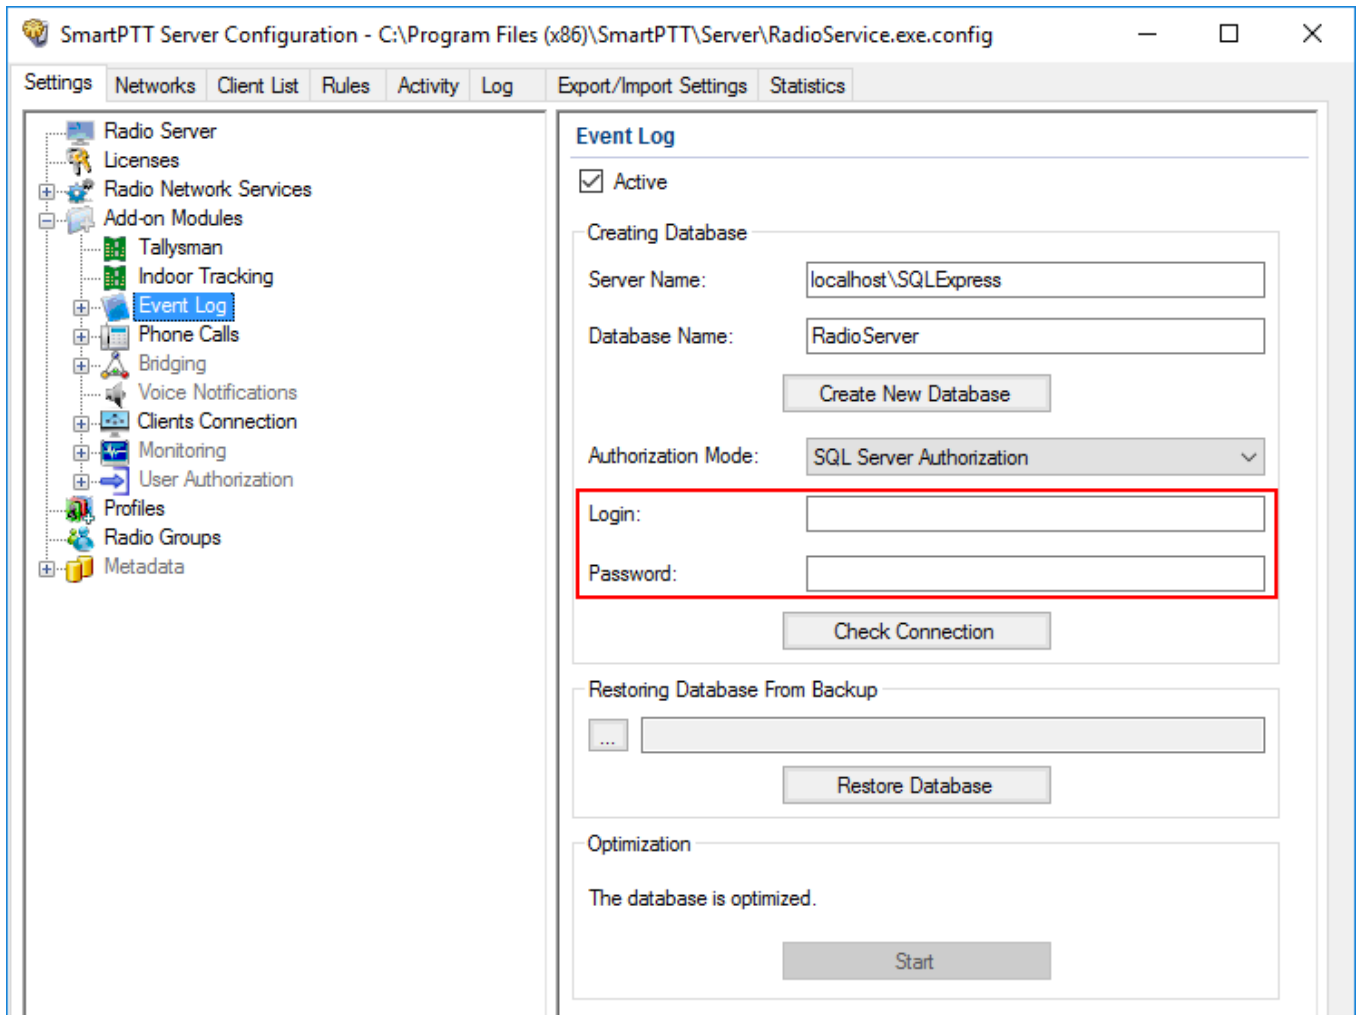 SmartPTT Server Configuration - C:\Program Files (x86)\SmartPTT\Server\RadioService.exe.config
Settings Networks Client List Rules Activity Log Export/Import Settings Statistics
Radio Server
Licenses
Radio Network Services
Add-on Modules
Tallysman
Indoor Tracking
Event Log
Phone Calls
Bridging
Voice Notifications
Clients Connection
Monitoring
User Authorization
Profiles
Radio Groups
Metadata
Event Log
Active
Creating Database
Server Name: localhost\SQLExpress
Database Name: RadioServer
Create New Database
Authorization Mode: SQL Server Authorization
Login:
Password:
Check Connection
Restoring Database From Backup
...
Restore Database
Optimization
The database is optimized.
Start